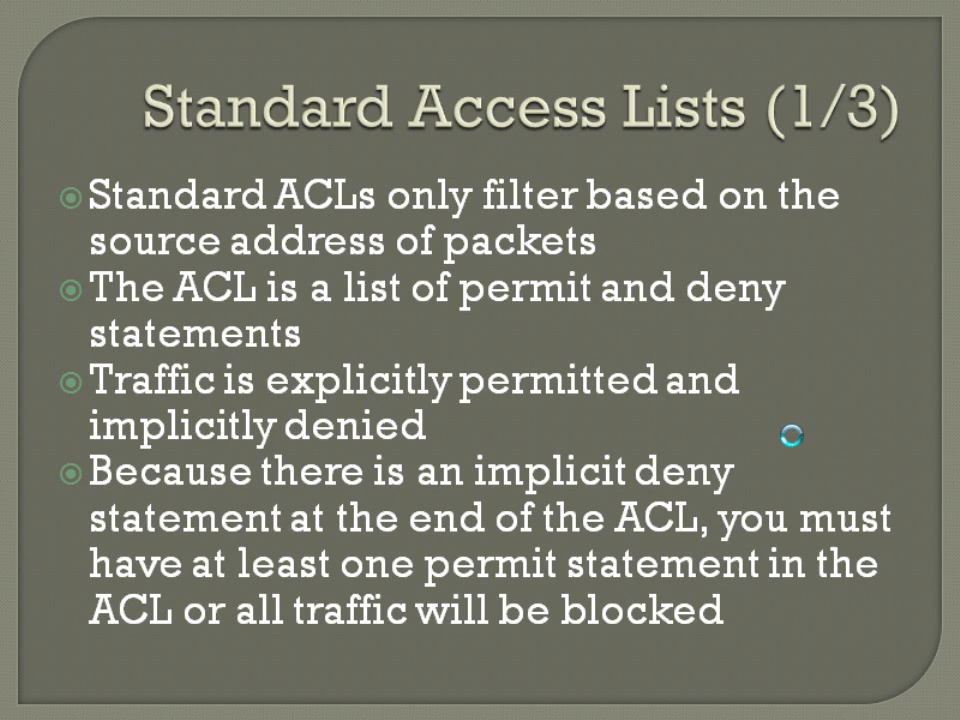 Standard Access Lists (1/3)
Standard ACLs only filter based on the
source address of packets
The ACL is a list of permit and deny
statements
Traffic is explicitly permitted and
implicitly denied
Because there is an implicit deny
statement at the end of the ACL, you must
have at least one permit statement in the
ACL or all traffic will be blocked